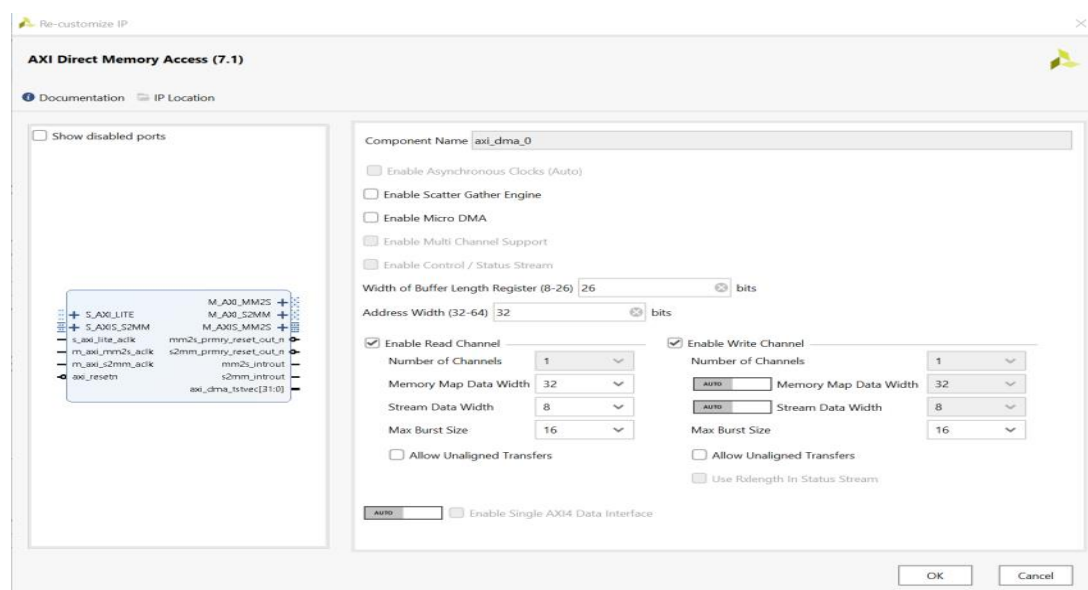 Re-customize IP
AXI Direct Memory Access (7.1)
Documentation IP Location
Show disabled ports
M_AXI_MM2S
S_AXI_LITE M_AXI_S2MM
S_AXIS_S2MM M_AXIS_MM2S
s_axi_lite_aclk mm2s_prmry_reset_out_n
m_axi_mm2s_aclk s2mm_prmry_reset_out_n
m_axi_s2mm_aclk mm2s_introut
axi_resetn s2mm_introut
axi_dma_tstvec[31:0]
Component Name axi_dma_0
Enable Asynchronous Clocks (Auto)
Enable Scatter Gather Engine
Enable Micro DMA
Enable Multi Channel Support
Enable Control / Status Stream
Width of Buffer Length Register (8-26) 26 bits
Address Width (32-64) 32 bits
Enable Read Channel
Number of Channels 1
Memory Map Data Width 32
Stream Data Width 8
Max Burst Size 16
Allow Unaligned Transfers
Enable Write Channel
Number of Channels 1
AUTO Memory Map Data Width 32
AUTO Stream Data Width 8
Max Burst Size 16
Allow Unaligned Transfers
Use Rxlength In Status Stream
AUTO Enable Single AXI4 Data Interface
OK Cancel